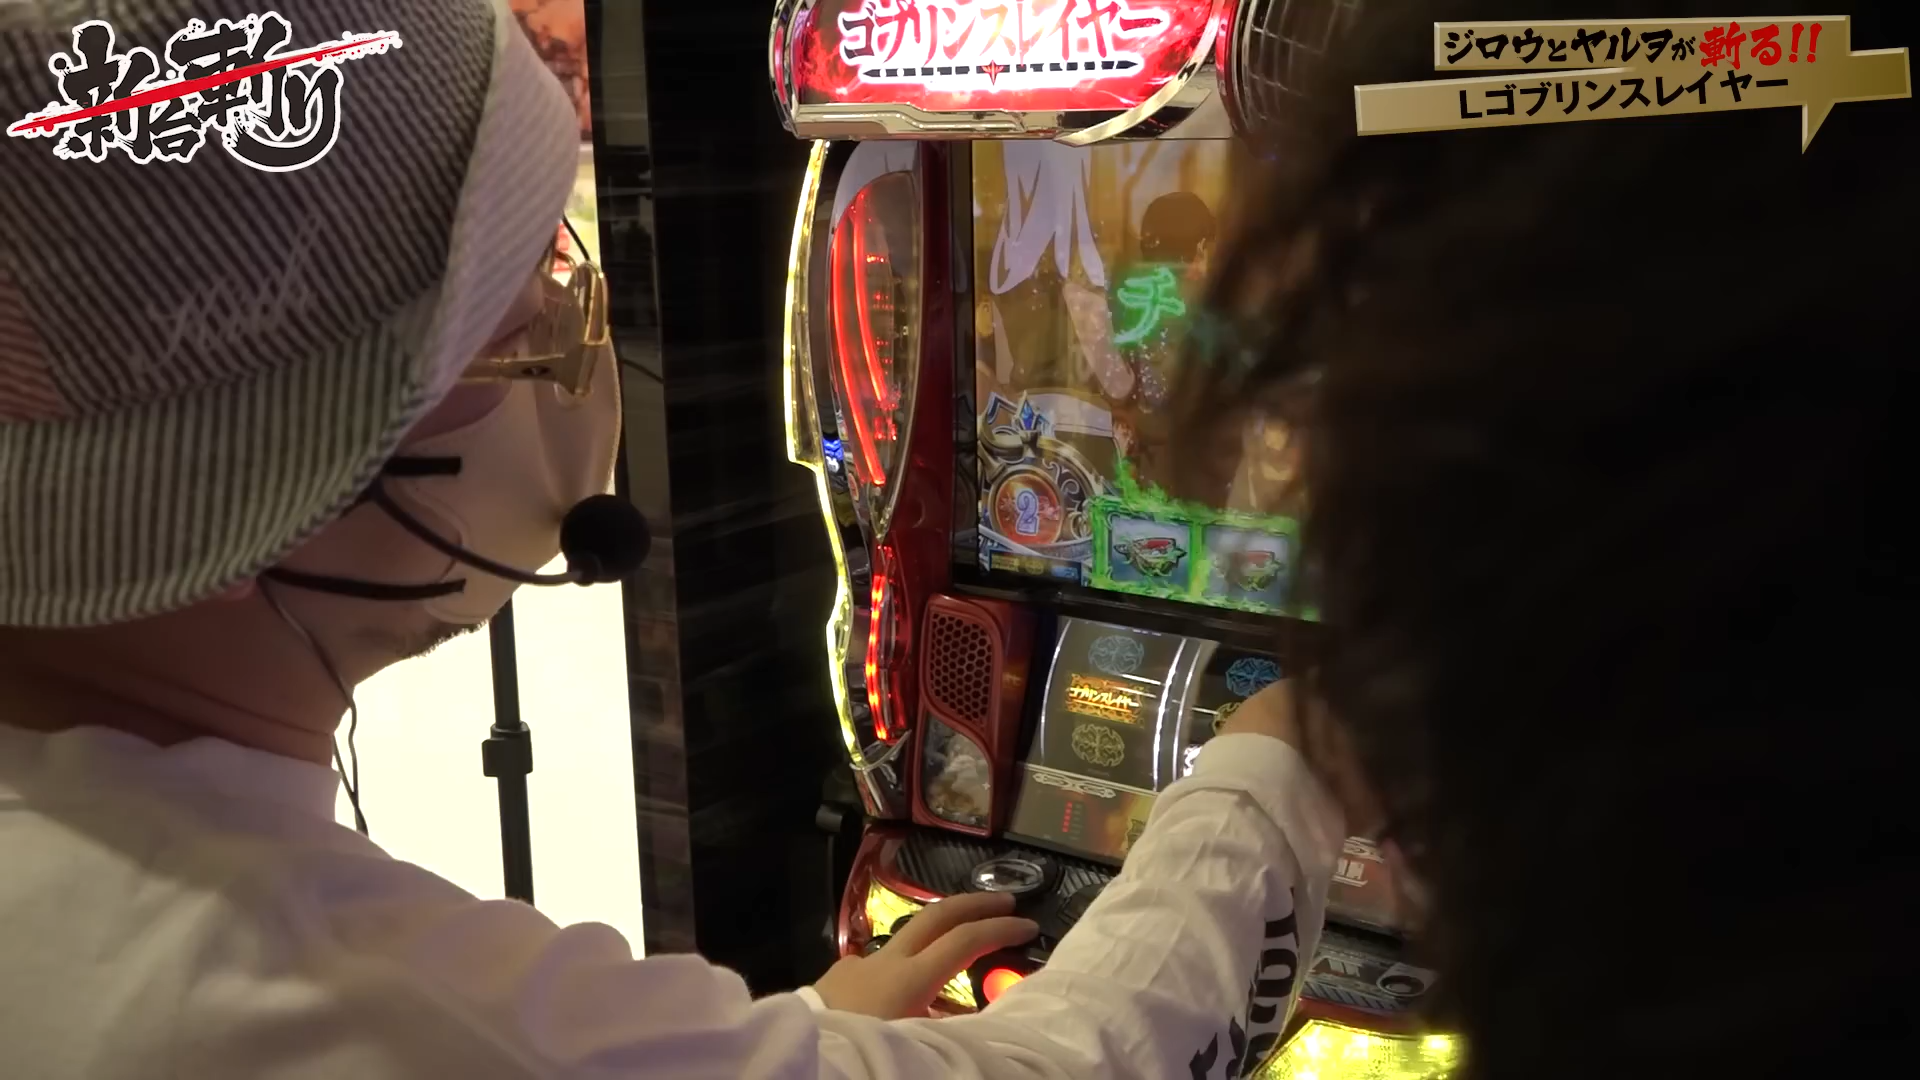 新台斬り
ジロウとヤルヲが斬る!!
Lゴブリンスレイヤー
ゴブリンスレイヤー
チ
2
ゴブリンスレイヤー